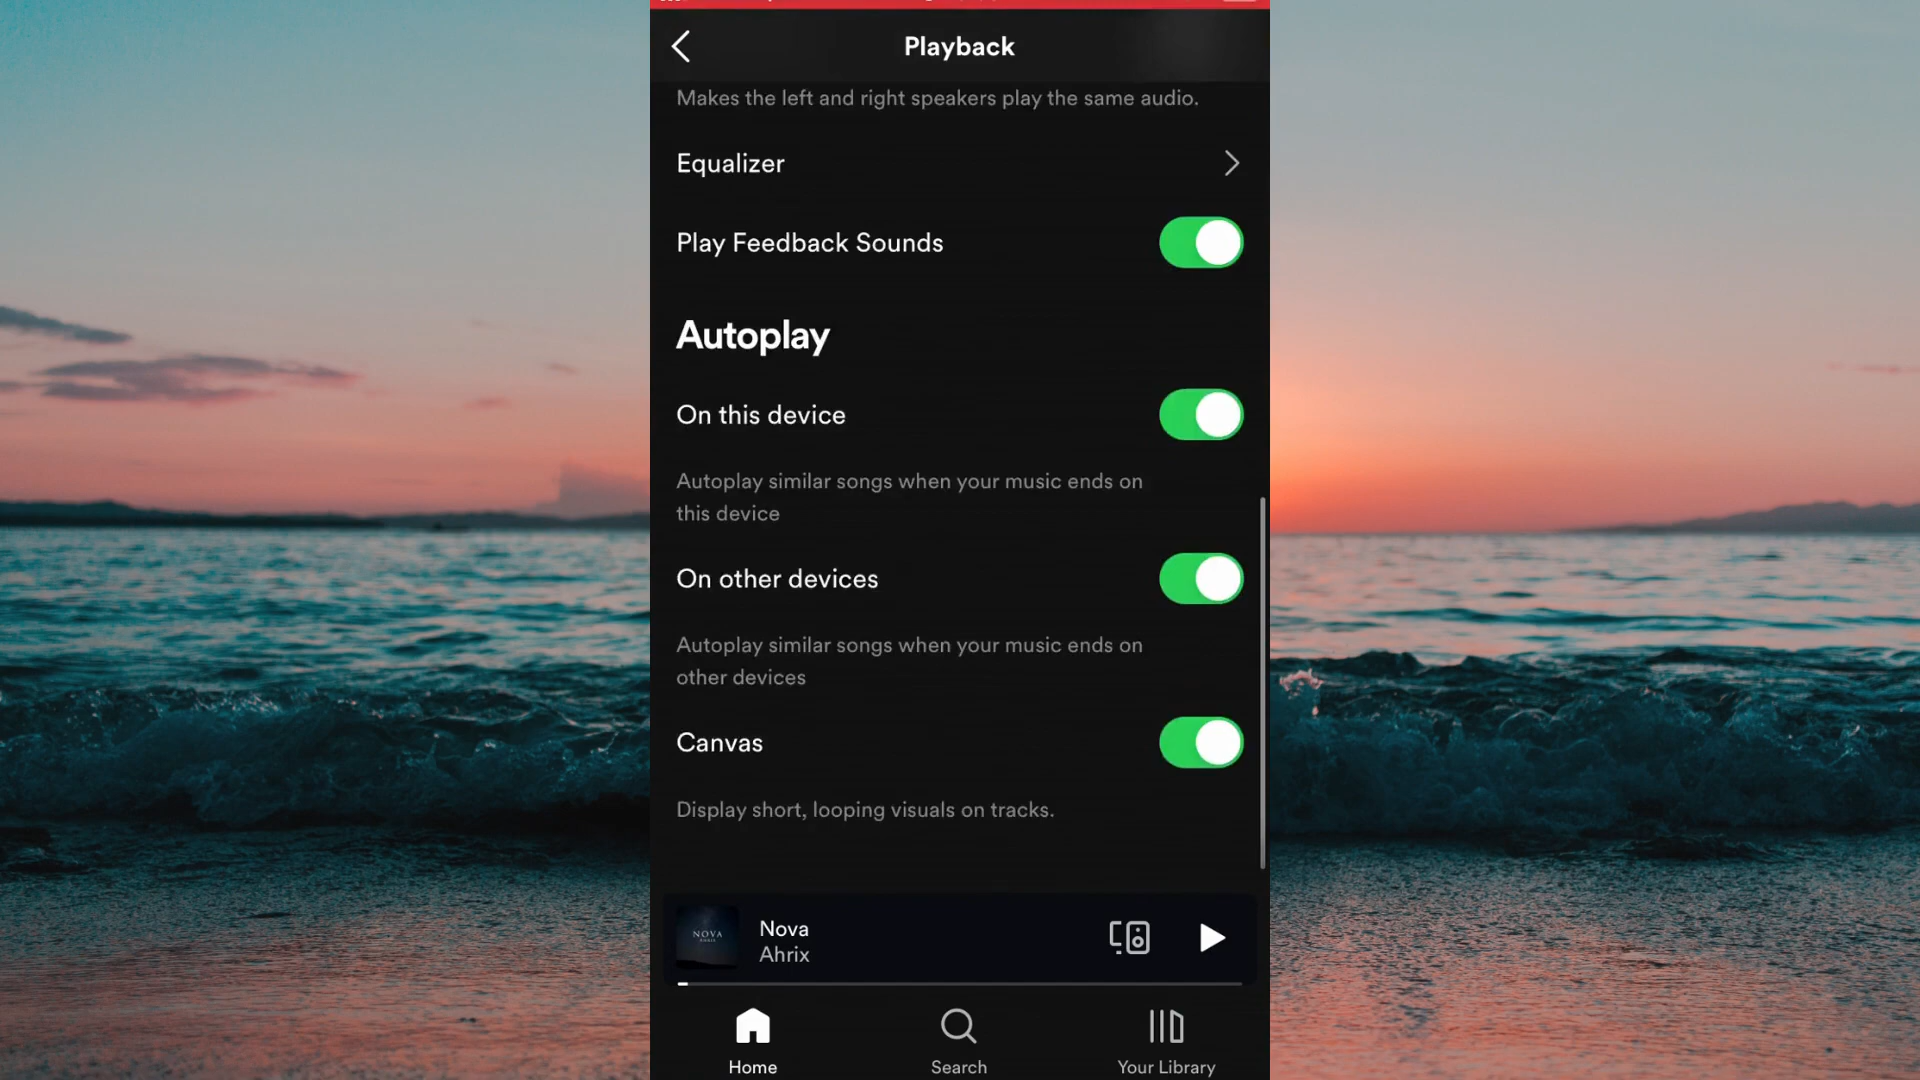 Playback
Makes the left and right speakers play the same audio.
Equalizer
Play Feedback Sounds
Autoplay
On this device
Autoplay similar songs when your music ends on
this device
On other devices
Autoplay similar songs when your music ends on
other devices
Canvas
Display short, looping visuals on tracks.
NOVA
Nova
Ahrix
Home
Search
Your Library